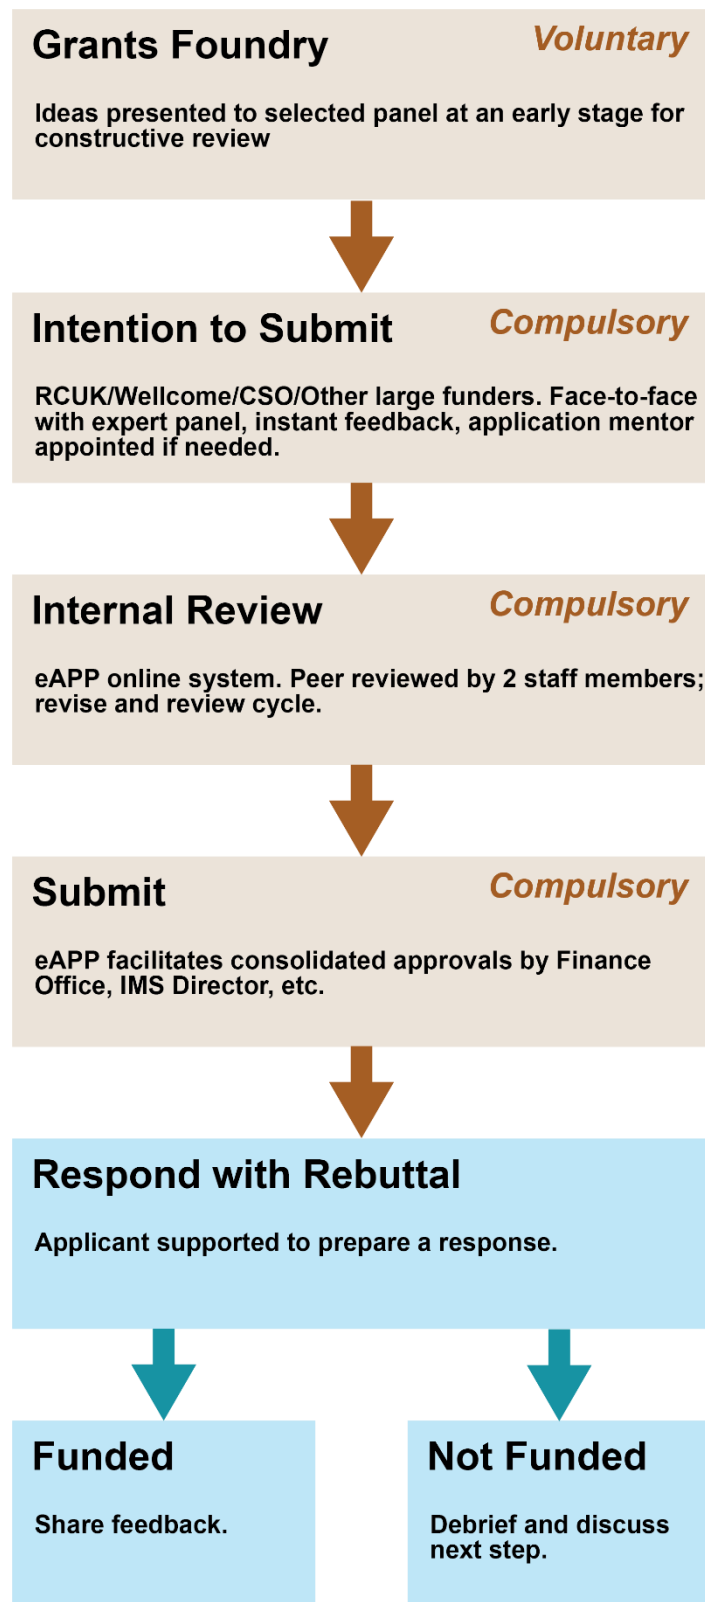 Grants Foundry
Voluntary
Ideas presented to selected panel at an early stage for
constructive review
Intention to Submit
Compulsory
RCUK/Wellcome/CSO/Other large funders. Face-to-face
with expert panel, instant feedback, application mentor
appointed if needed.
Internal Review
Compulsory
eAPP online system. Peer reviewed by 2 staff members;
revise and review cycle.
Submit
Compulsory
eAPP facilitates consolidated approvals by Finance
Office, IMS Director, etc.
Respond with Rebuttal
Applicant supported to prepare a response.
Funded
Share feedback.
Not Funded
Debrief and discuss
next step.